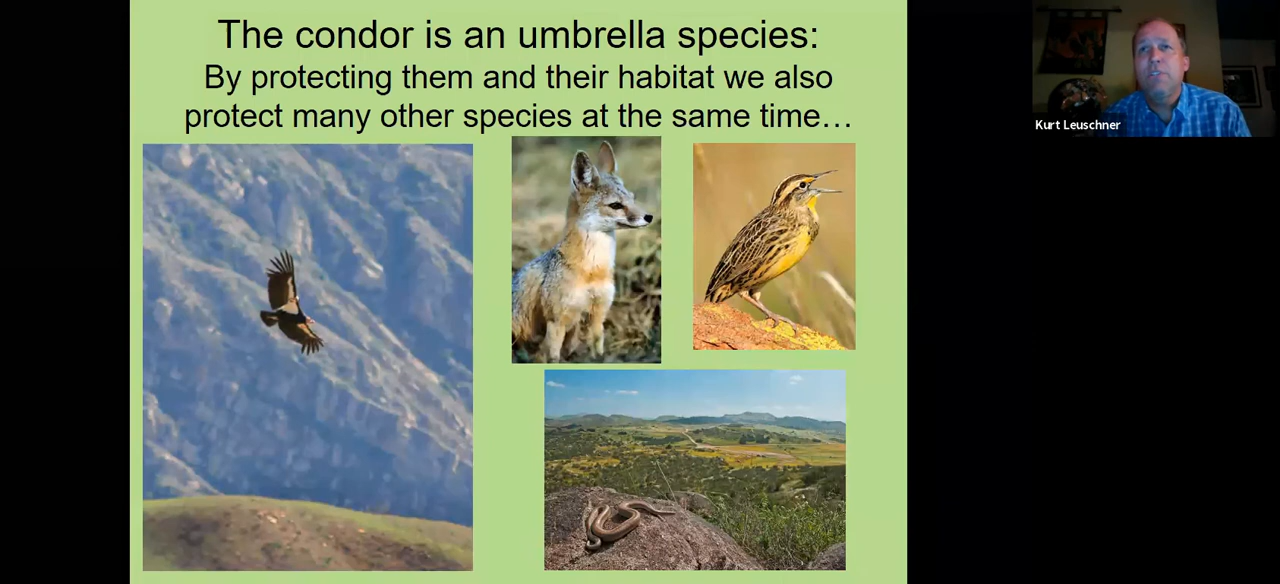 The condor is an umbrella species:
By protecting them and their habitat we also
protect many other species at the same time…
Kurt Leuschner